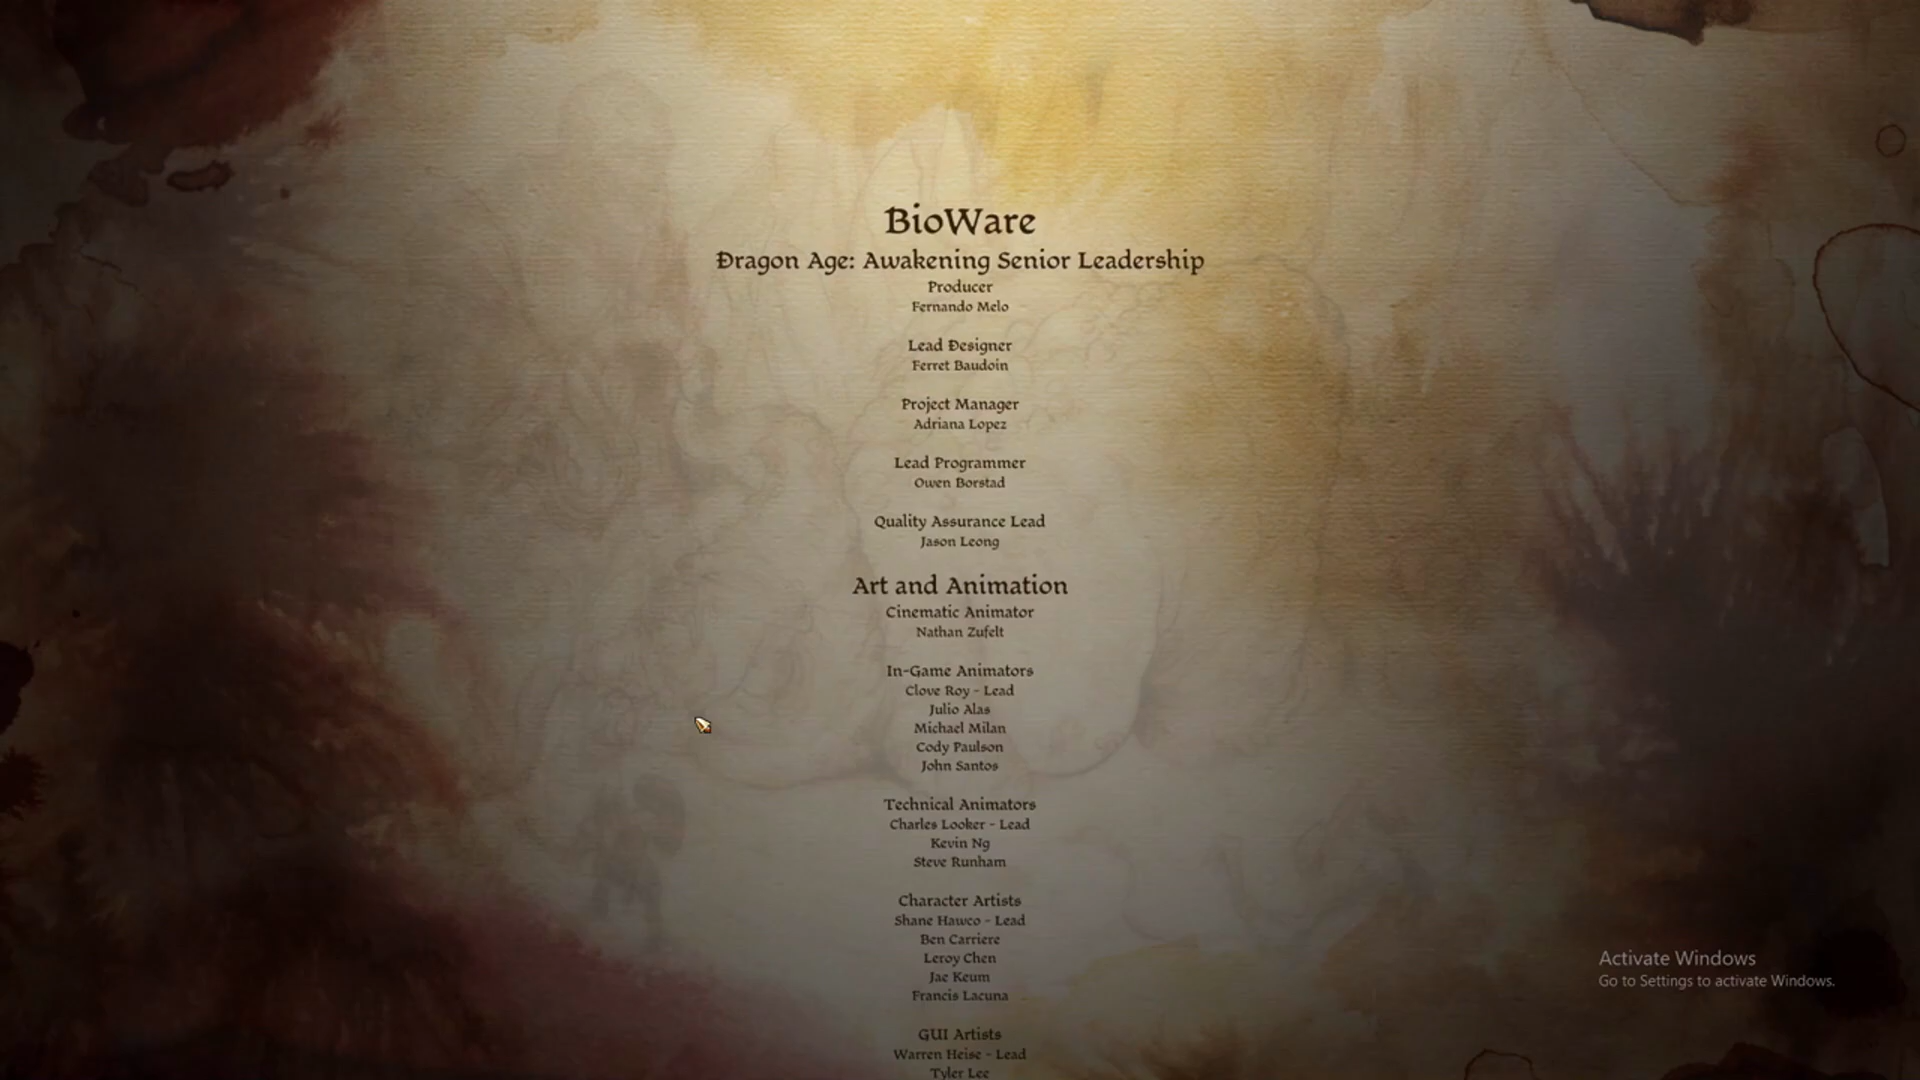 BioWare
Dragon Age: Awakening Senior Leadership
Producer
Fernando Melo
Lead Designer
Ferret Baudoin
Project Manager
Adriana Lopez
Lead Programmer
Owen Borstad
Quality Assurance Lead
Jason Leong
Art and Animation
Cinematic Animator
Nathan Zufelt
In-Game Animators
Clove Roy - Lead
Julio Alas
Michael Milan
Cody Paulson
John Santos
Technical Animators
Charles Looker - Lead
Kevin Ng
Steve Runham
Character Artists
Shane Hawco - Lead
Ben Carriere
Leroy Chen
Jae Keum
Francis Lacuna
GUI Artists
Warren Heise - Lead
Tyler Lee
Activate Windows
Go to Settings to activate Windows.